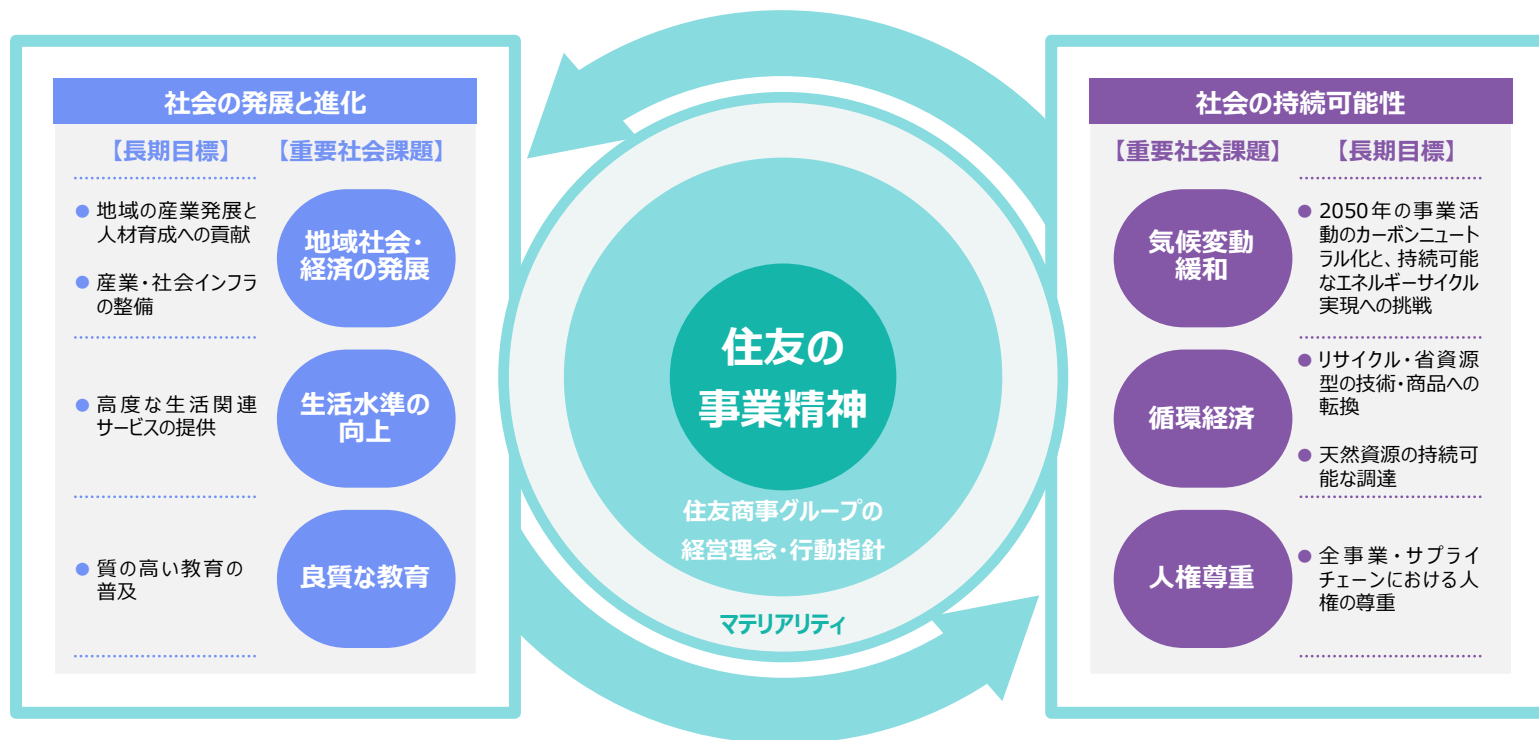 社会の発展と進化
【長期目標】
【重要社会課題】
● 地域の産業発展と
人材育成への貢献
● 産業・社会インフラ
の整備
地域社会・
経済の発展
● 高度な生活関連
サービスの提供
生活水準の
向上
● 質の高い教育の
普及
良質な教育
住友の
事業精神
住友商事グループの
経営理念・行動指針
マテリアリティ
社会の持続可能性
【重要社会課題】
【長期目標】
気候変動
緩和
● 2050年の事業活
動のカーボンニュート
ラル化と、持続可能
なエネルギーサイクル
実現への挑戦
循環経済
● リサイクル・省資源
型の技術・商品への
転換
● 天然資源の持続可
能な調達
人権尊重
● 全事業・サプライ
チェーンにおける人
権の尊重